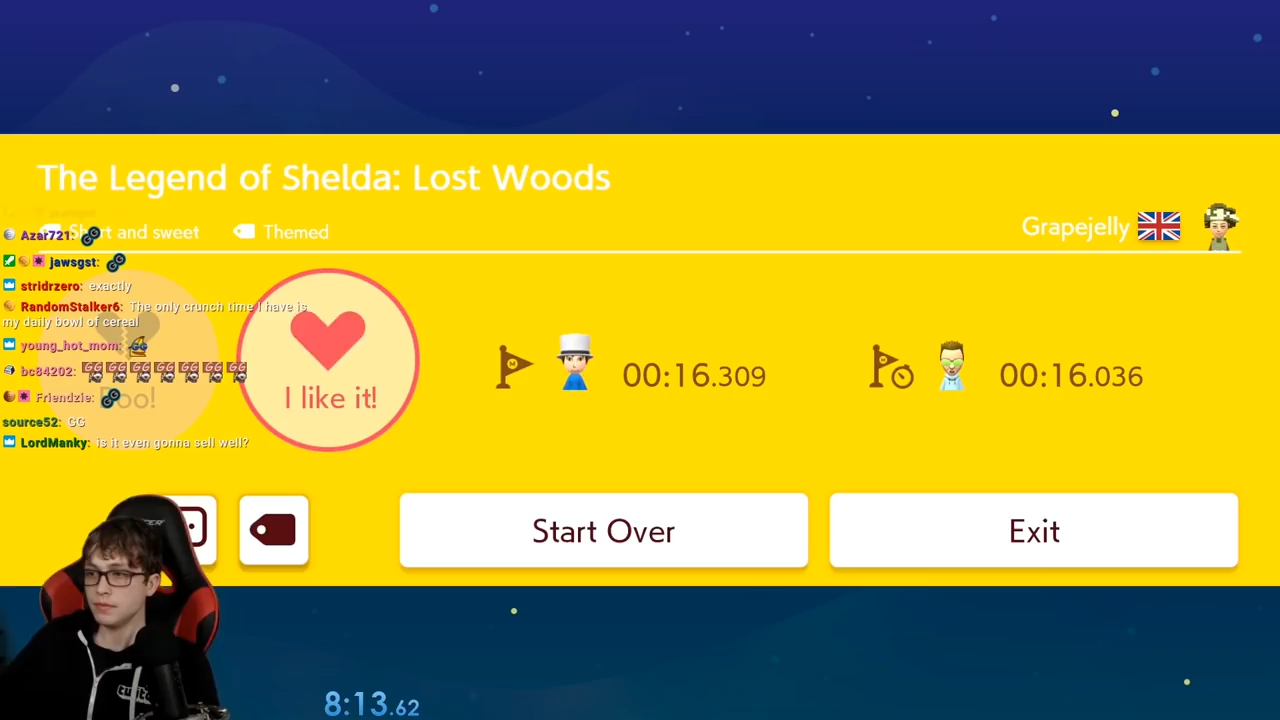 The Legend of Shelda: Lost Woods
Short and sweet
Themed
Grapejelly
Azar721:
jawsgst:
stridrzero: exactly
RandomStalker6: The only crunch time I have is
my daily bowl of cereal
young_hot_mom:
bc84202:
Friendzie:
source52: GG
LordManky: is it even gonna sell well?
Boo!
I like it!
M
00:16.309
M
00:16.036
Start Over
Exit
8:13.62